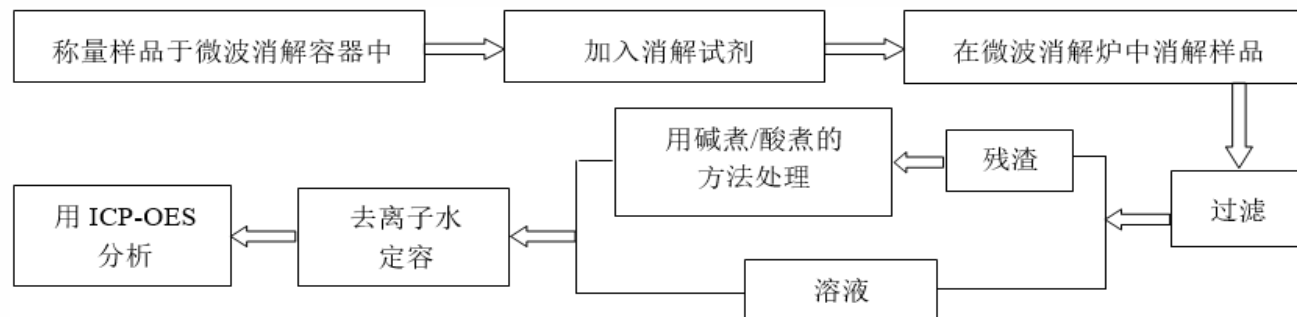 称量样品于微波消解容器中
加入消解试剂
在微波消解炉中消解样品
过滤
残渣
用碱煮/酸煮的
方法处理
溶液
去离子水
定容
用 ICP-OES
分析